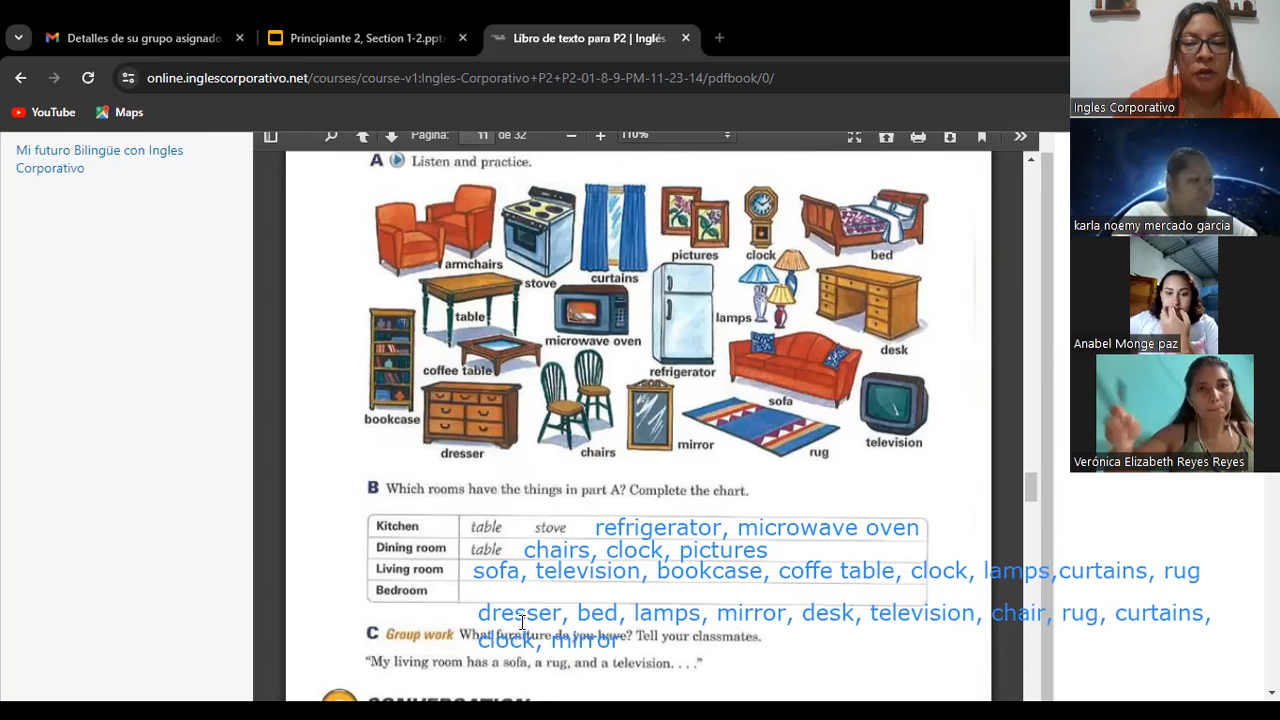 Detalles de su grupo asignado
Principiante 2, Section 1-2.ppt
Libro de texto para P2 | Inglés
online.inglescorporativo.net/courses/course-v1:Ingles-Corporativo+P2+P2-01-8-9-PM-11-23-14/pdfbook/0/
YouTube
Maps
Mi futuro Bilingüe con Ingles
Corporativo
Página: 11 de 32
110%
A Listen and practice.
armchairs
stove
curtains
pictures
clock
bed
table
microwave oven
lamps
desk
coffee table
refrigerator
sofa
bookcase
dresser
chairs
mirror
rug
television
B Which rooms have the things in part A? Complete the chart.
Kitchen table stove refrigerator, microwave oven
Dining room table chairs, clock, pictures
Living room sofa, television, bookcase, coffe table, clock, lamps,curtains, rug
Bedroom
dresser, bed, lamps, mirror, desk, television, chair, rug, curtains,
clock, mirror
C Group work What furniture do you have? Tell your classmates.
“My living room has a sofa, a rug, and a television. . . .”
Ingles Corporativo
karla noemy mercado garcia
Anabel Monge paz
Verónica Elizabeth Reyes Reyes